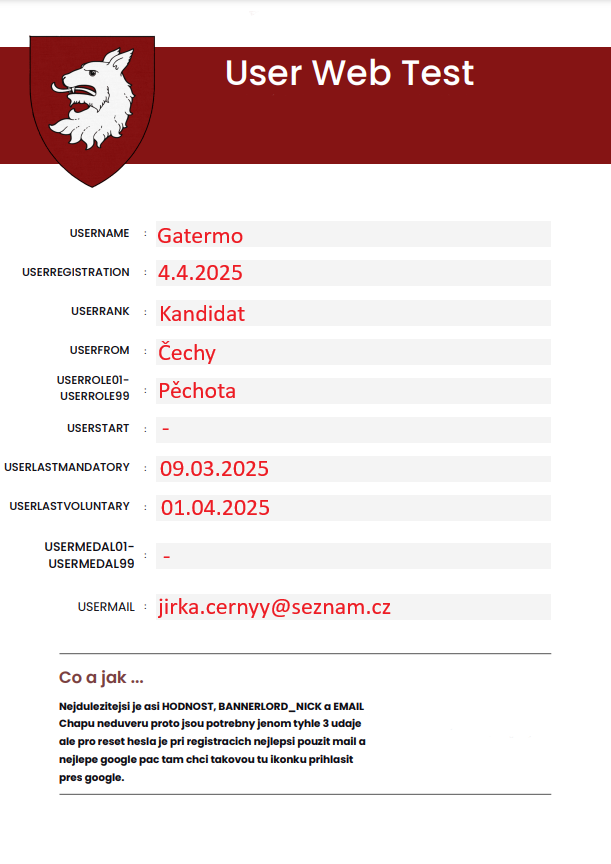 User Web Test
USERNAME : Gatermo
USERREGISTRATION : 4.4.2025
USERRANK : Kandidat
USERFROM : Čechy
USERROLE01-
USERROLE99 : Pěchota
USERSTART : -
USERLASTMANDATORY : 09.03.2025
USERLASTVOLUNTARY : 01.04.2025
USERMEDAL01-
USERMEDAL99 : -
USERMAIL : jirka.cernyy@seznam.cz
Co a jak ...
Nejdulezitejsi je asi HODNOST, BANNERLORD_NICK a EMAIL
Chapu neduveru proto jsou potrebny jenom tyhle 3 udaje
ale pro reset hesla je pri registracich nejlepsi pouzit mail a
nejlepe google pac tam chci takovou tu ikonku prihlasit
pres google.